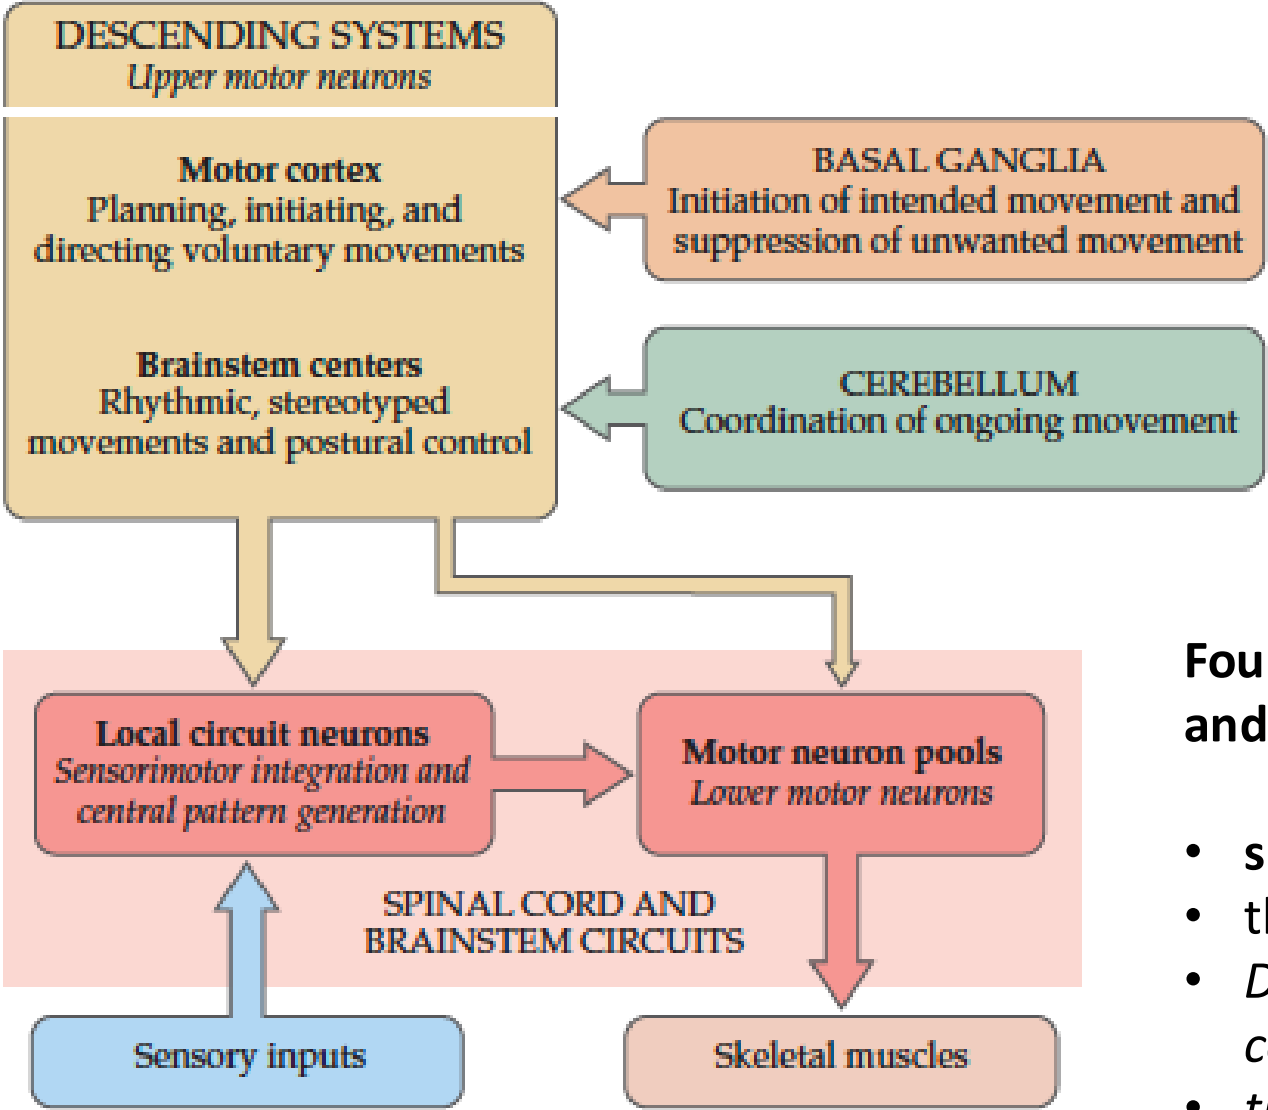 DESCENDING SYSTEMS
Upper motor neurons
Motor cortex
Planning, initiating, and
directing voluntary movements
BASAL GANGLIA
Initiation of intended movement and
suppression of unwanted movement
Brainstem centers
Rhythmic, stereotyped
movements and postural control
CEREBELLUM
Coordination of ongoing movement
Local circuit neurons
Sensorimotor integration and
central pattern generation
Motor neuron pools
Lower motor neurons
SPINAL CORD AND
BRAINSTEM CIRCUITS
Sensory inputs
Skeletal muscles
and